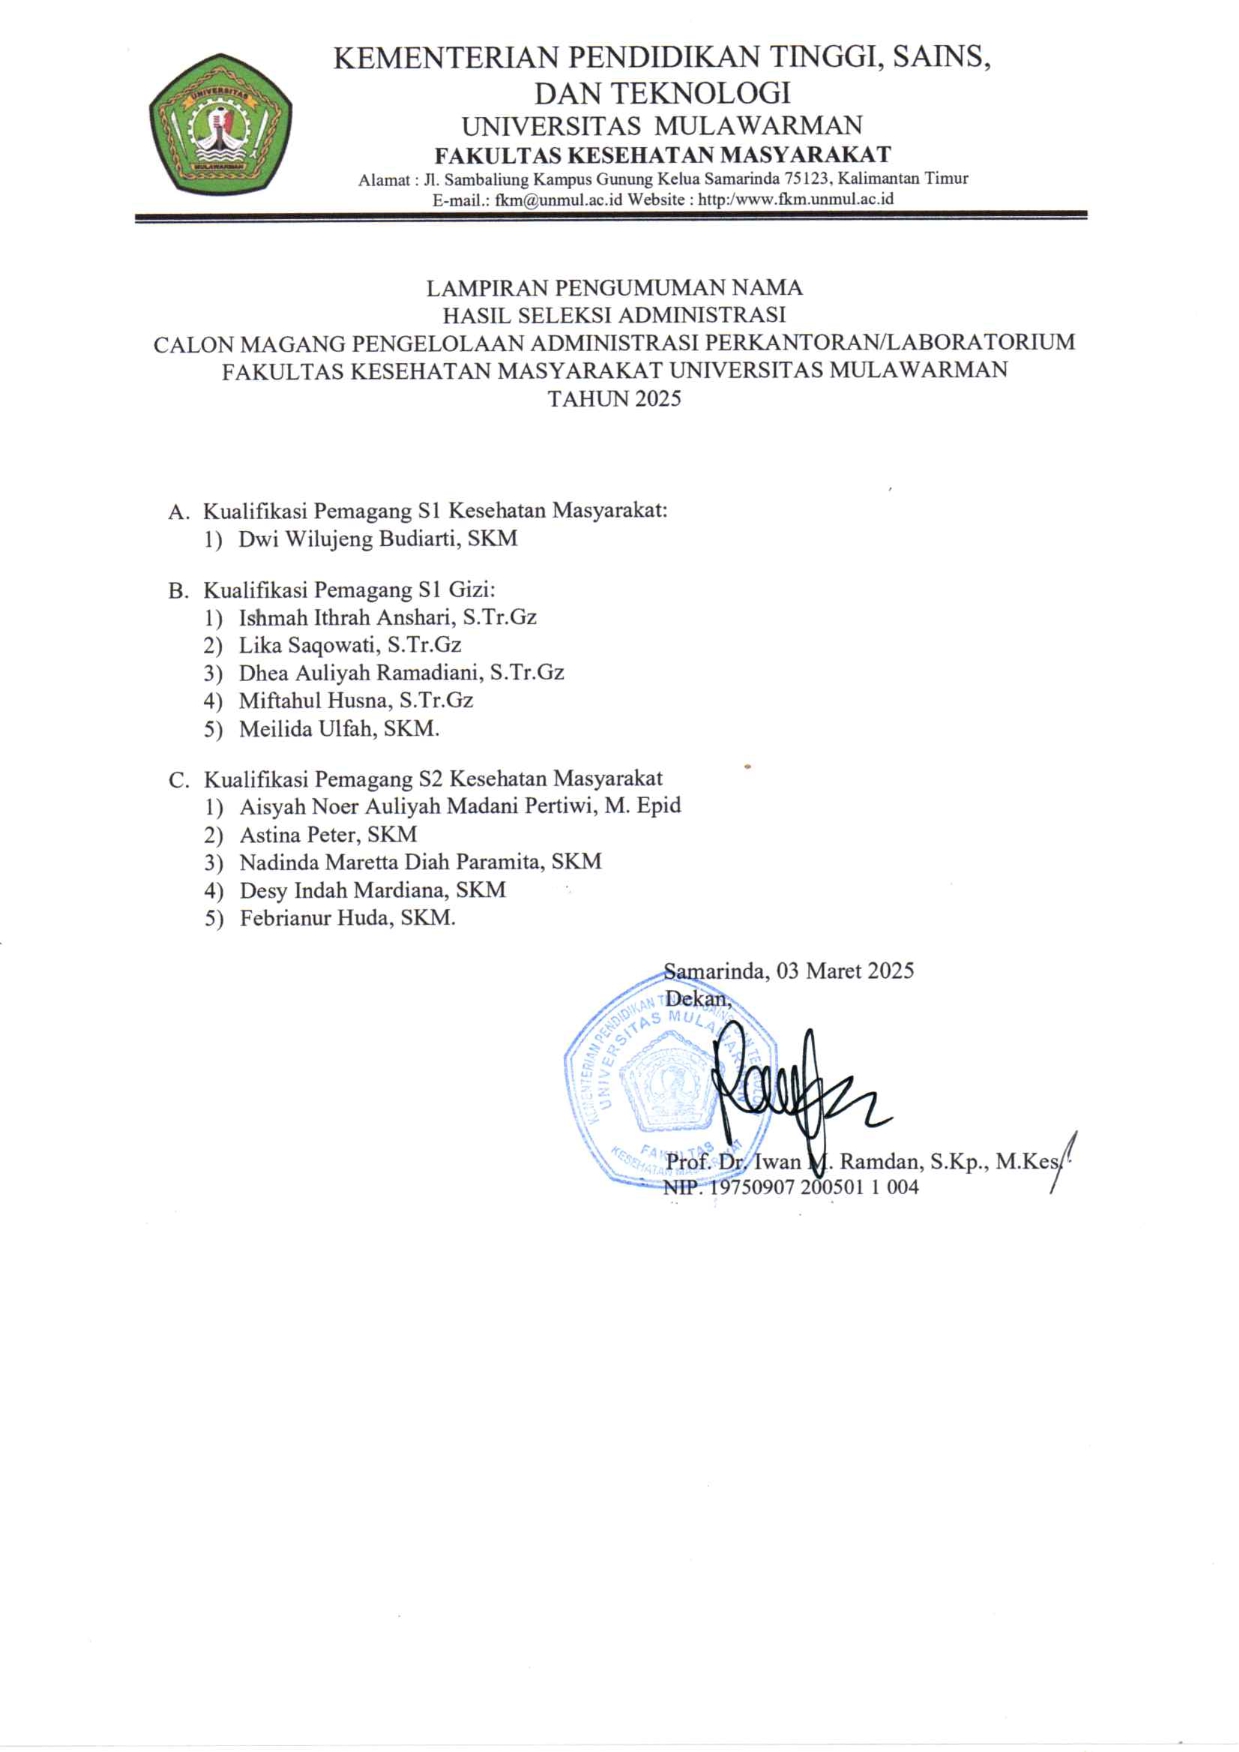 KEMENTERIAN PENDIDIKAN TINGGI, SAINS,
DAN TEKNOLOGI
UNIVERSITAS MULAWARMAN
FAKULTAS KESEHATAN MASYARAKAT
Alamat : Jl. Sambaliung Kampus Gunung Kelua Samarinda 75123, Kalimantan Timur
E-mail.: fkm@unmul.ac.id Website : http:/www.fkm.unmul.ac.id
UNIVERSITAS
MULAWARMAN
LAMPIRAN PENGUMUMAN NAMA
HASIL SELEKSI ADMINISTRASI
CALON MAGANG PENGELOLAAN ADMINISTRASI PERKANTORAN/LABORATORIUM
FAKULTAS KESEHATAN MASYARAKAT UNIVERSITAS MULAWARMAN
TAHUN 2025
A. Kualifikasi Pemagang S1 Kesehatan Masyarakat:
1) Dwi Wilujeng Budiarti, SKM
B. Kualifikasi Pemagang S1 Gizi:
1) Ishmah Ithrah Anshari, S.Tr.Gz
2) Lika Saqowati, S.Tr.Gz
3) Dhea Auliyah Ramadiani, S.Tr.Gz
4) Miftahul Husna, S.Tr.Gz
5) Meilida Ulfah, SKM.
C. Kualifikasi Pemagang S2 Kesehatan Masyarakat
1) Aisyah Noer Auliyah Madani Pertiwi, M. Epid
2) Astina Peter, SKM
3) Nadinda Maretta Diah Paramita, SKM
4) Desy Indah Mardiana, SKM
5) Febrianur Huda, SKM.
Samarinda, 03 Maret 2025
Dekan,
KEMENTERIAN PENDIDIKAN TINGGI, SAINS, DAN TEKNOLOGI
UNIVERSITAS MULAWARMAN
FAKULTAS
KESEHATAN MASYARAKAT
Prof. Dr. Iwan M. Ramdan, S.Kp., M.Kes.
NIP. 19750907 200501 1 004